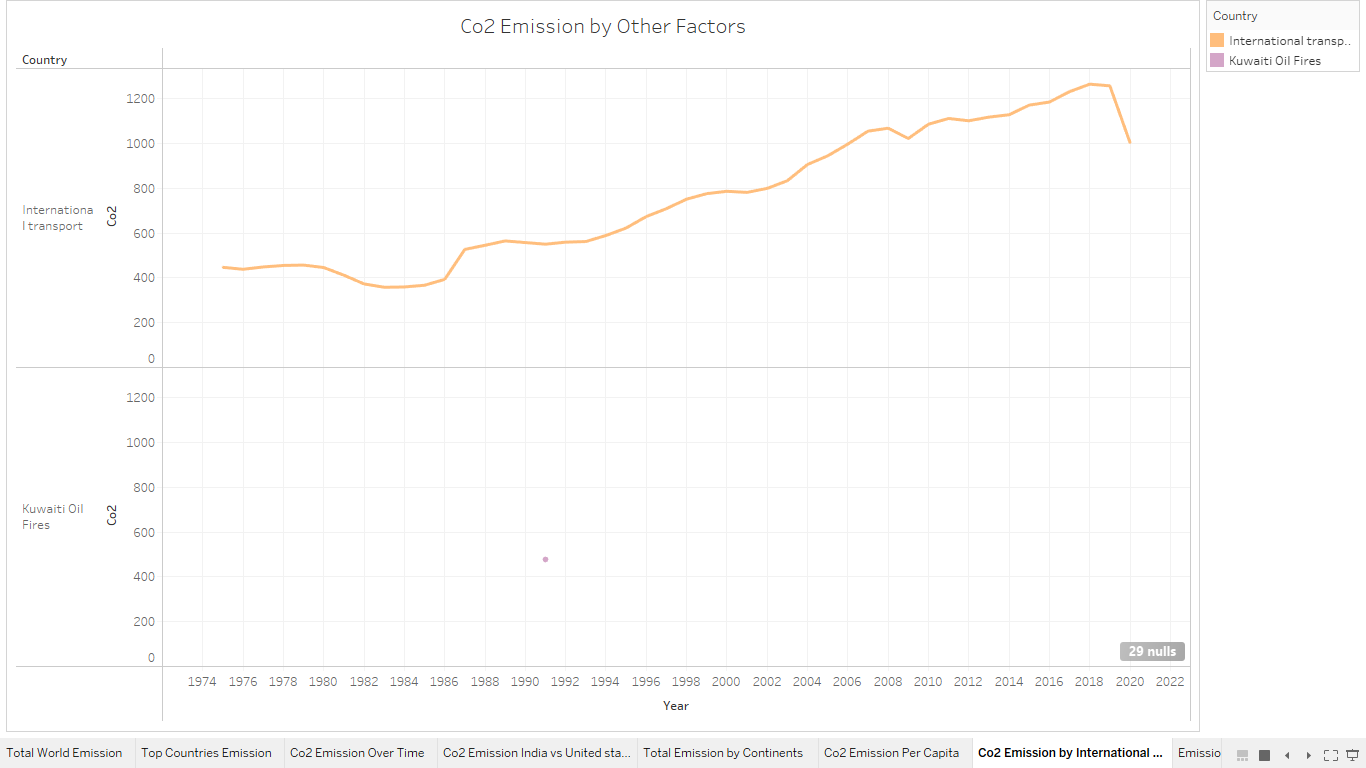 Co2 Emission by Other Factors
Country
International transp..
Kuwaiti Oil Fires
Country
1200
1000
800
600
400
200
0
Internationa
l transport
Co2
1200
1000
800
600
400
200
0
Kuwaiti Oil
Fires
Co2
29 nulls
1974 1976 1978 1980 1982 1984 1986 1988 1990 1992 1994 1996 1998 2000 2002 2004 2006 2008 2010 2012 2014 2016 2018 2020 2022
Year
Total World Emission Top Countries Emission Co2 Emission Over Time Co2 Emission India vs United sta... Total Emission by Continents Co2 Emission Per Capita Co2 Emission by International ... Emissio